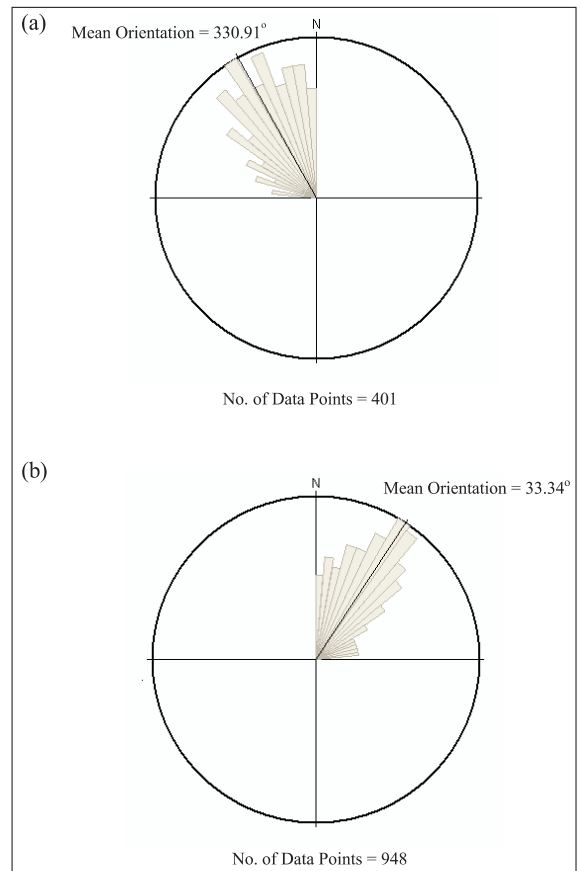 (a)
Mean Orientation = 330.91°
N
No. of Data Points = 401
(b)
N
Mean Orientation = 33.34°
No. of Data Points = 948